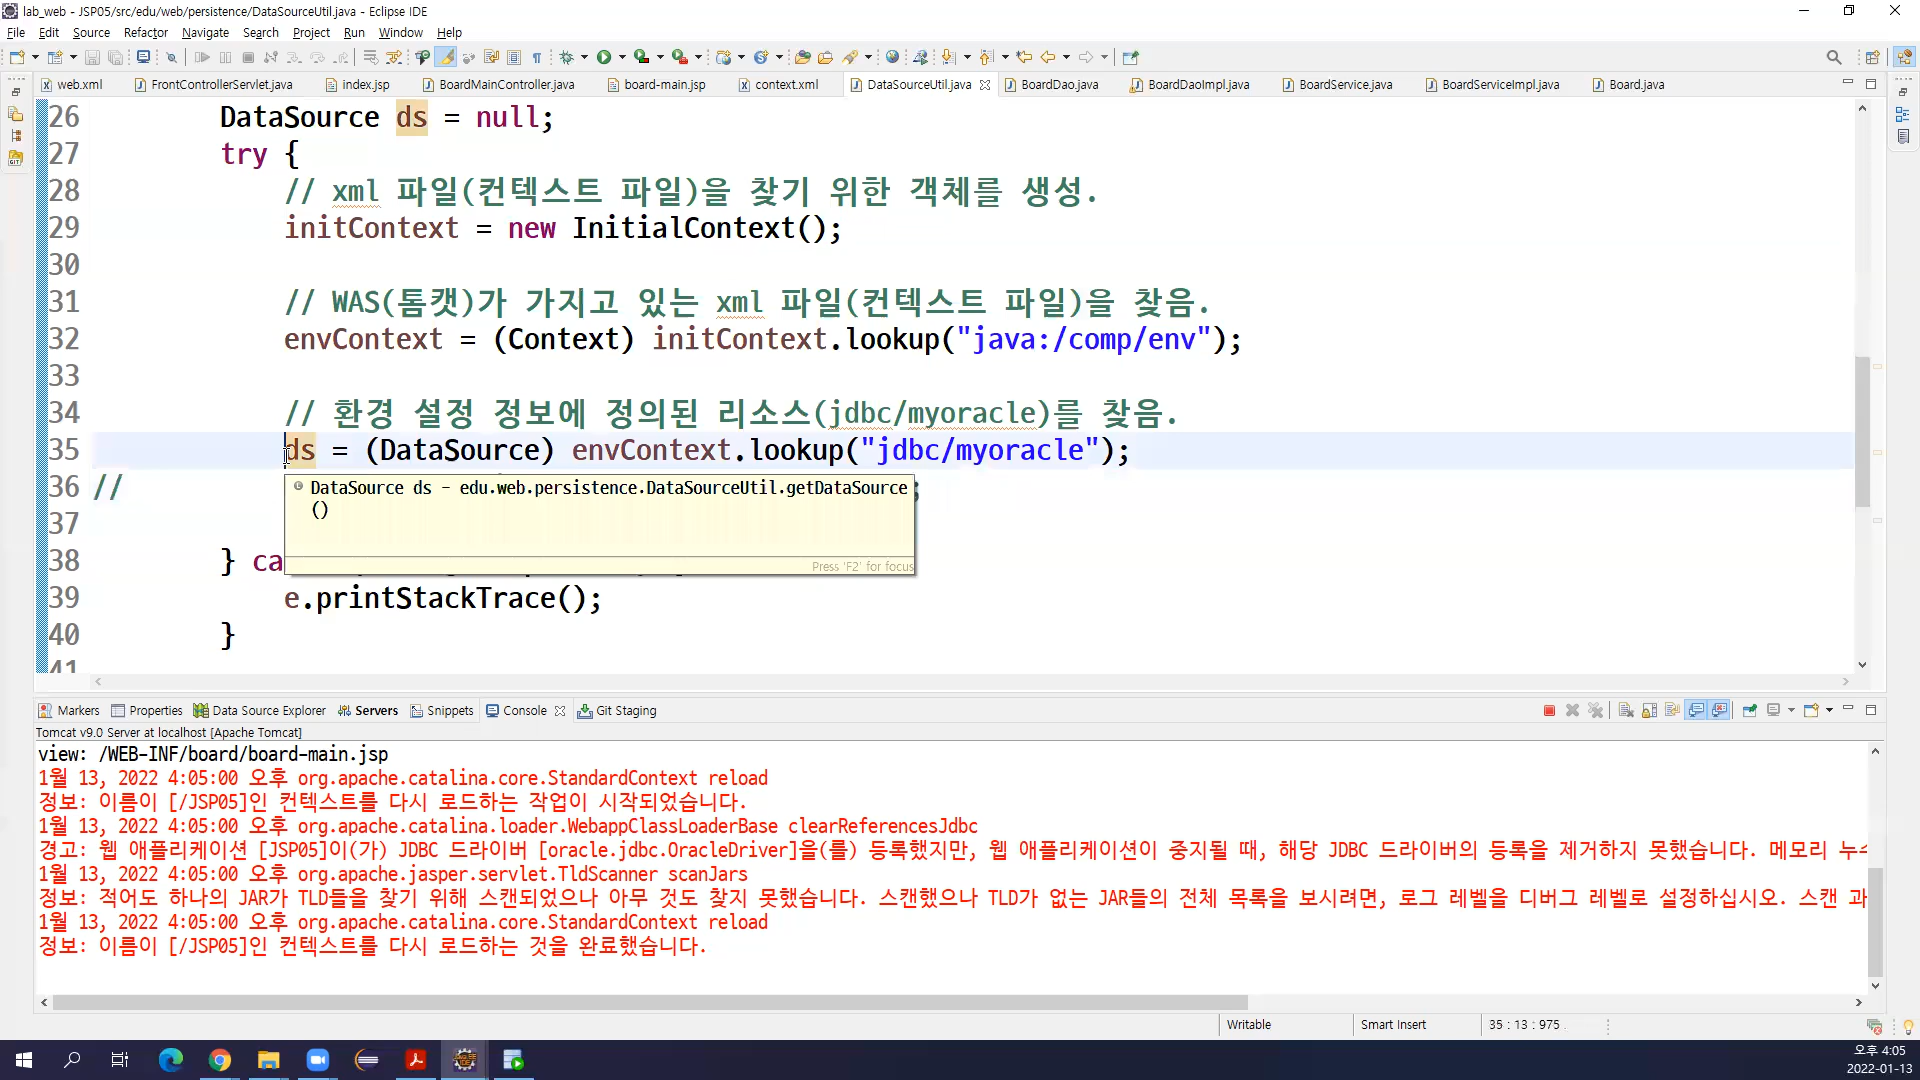 lab_web - JSP05/src/edu/web/persistence/DataSourceUtil.java - Eclipse IDE
File Edit Source Refactor Navigate Search Project Run Window Help
web.xml FrontControllerServlet.java index.jsp BoardMainController.java board-main.jsp context.xml DataSourceUtil.java BoardDao.java BoardDaoImpl.java BoardService.java BoardServiceImpl.java Board.java
26 DataSource ds = null;
27 try {
28 // xml 파일(컨텍스트 파일)을 찾기 위한 객체를 생성.
29 initContext = new InitialContext();
30
31 // WAS(톰캣)가 가지고 있는 xml 파일(컨텍스트 파일)을 찾음.
32 envContext = (Context) initContext.lookup("java:/comp/env");
33
34 // 환경 설정 정보에 정의된 리소스(jdbc/myoracle)를 찾음.
35 ds = (DataSource) envContext.lookup("jdbc/myoracle");
36 //
DataSource ds - edu.web.persistence.DataSourceUtil.getDataSource
()
37
38 } ca
Press 'F2' for focus
39 e.printStackTrace();
40 }
41
Markers Properties Data Source Explorer Servers Snippets Console Git Staging
Tomcat v9.0 Server at localhost [Apache Tomcat]
view: /WEB-INF/board/board-main.jsp
1월 13, 2022 4:05:00 오후 org.apache.catalina.core.StandardContext reload
정보: 이름이 [/JSP05]인 컨텍스트를 다시 로드하는 작업이 시작되었습니다.
1월 13, 2022 4:05:00 오후 org.apache.catalina.loader.WebappClassLoaderBase clearReferencesJdbc
경고: 웹 애플리케이션 [JSP05]이(가) JDBC 드라이버 [oracle.jdbc.OracleDriver]을(를) 등록했지만, 웹 애플리케이션이 중지될 때, 해당 JDBC 드라이버의 등록을 제거하지 못했습니다. 메모리 누수
1월 13, 2022 4:05:00 오후 org.apache.jasper.servlet.TldScanner scanJars
정보: 적어도 하나의 JAR가 TLD들을 찾기 위해 스캔되었으나 아무 것도 찾지 못했습니다. 스캔했으나 TLD가 없는 JAR들의 전체 목록을 보시려면, 로그 레벨을 디버그 레벨로 설정하십시오. 스캔 과
1월 13, 2022 4:05:00 오후 org.apache.catalina.core.StandardContext reload
정보: 이름이 [/JSP05]인 컨텍스트를 다시 로드하는 것을 완료했습니다.
Writable Smart Insert 35 : 13 : 975
오후 4:05
2022-01-13